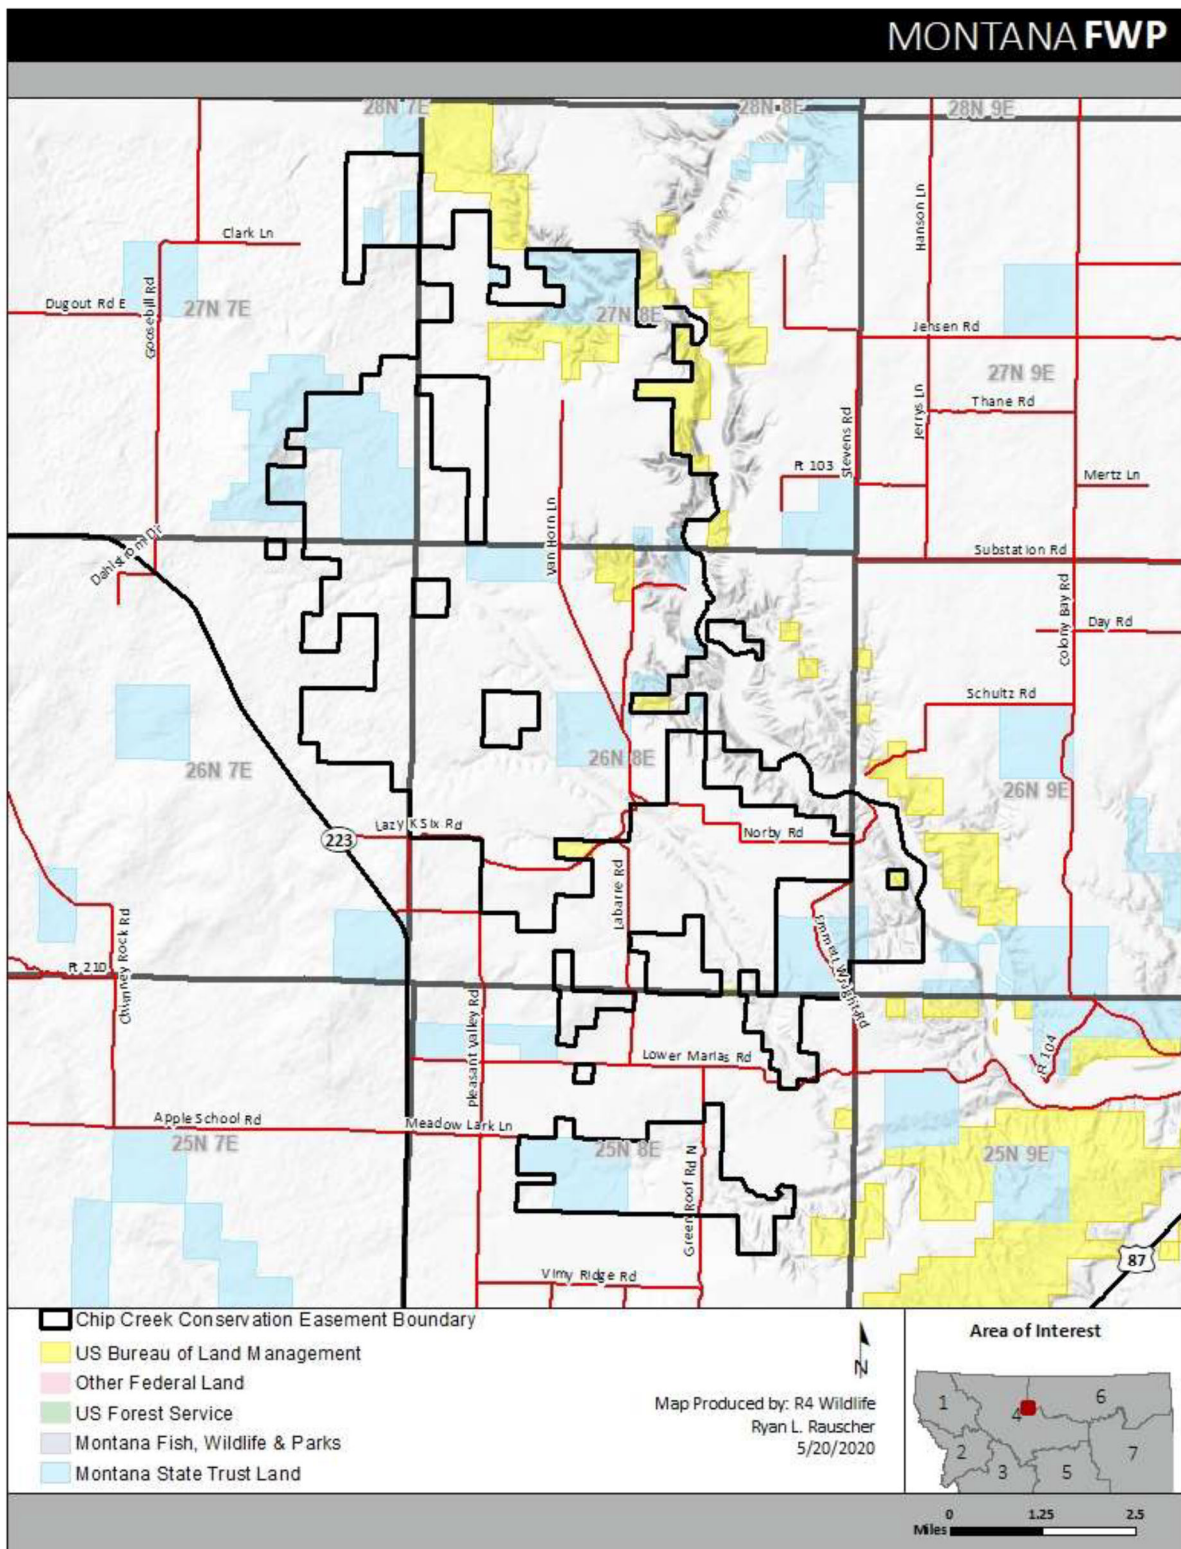 MONTANA FWP
28N 7E
28N 8E
28N 9E
Hanson Ln
Clark Ln
Goosebill Rd
Dugout Rd E
27N 7E
27N 8E
Jensen Rd
27N 9E
Jerrys Ln
Thane Rd
Stevens Rd
Rt 103
Mertz Ln
Van Horn Ln
Dahlstrom Dr
Substation Rd
Colony Bay Rd
Day Rd
Schultz Rd
26N 7E
26N 8E
26N 9E
223
Lazy K Six Rd
Norby Rd
Labarre Rd
Chimney Rock Rd
Rt 210
Emmett Wright Rd
Pleasant Valley Rd
Lower Marias Rd
Rt 104
Apple School Rd
Meadow Lark Ln
25N 7E
25N 8E
25N 9E
Green Roof Rd N
Vimy Ridge Rd
87
Chip Creek Conservation Easement Boundary
US Bureau of Land Management
Other Federal Land
US Forest Service
Montana Fish, Wildlife & Parks
Montana State Trust Land
N
Map Produced by: R4 Wildlife
Ryan L. Rauscher
5/20/2020
Area of Interest
1
4
6
2
3
5
7
0 1.25 2.5
Miles